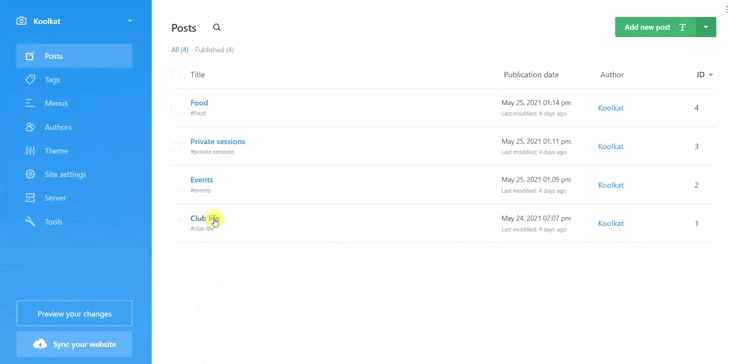 Koolkat
Posts
Tags
Menus
Authors
Theme
Site settings
Server
Tools
Preview your changes
Sync your website
Posts
Add new post
All (4) Published (4)
Title Publication date Author ID
Food May 25, 2021 01:14 pm Koolkat 4
#food Last modified: 4 days ago
Private sessions May 25, 2021 01:11 pm Koolkat 3
#private sessions Last modified: 4 days ago
Events May 25, 2021 01:09 pm Koolkat 2
#events Last modified: 4 days ago
Club life May 24, 2021 07:07 pm Koolkat 1
#club life Last modified: 4 days ago